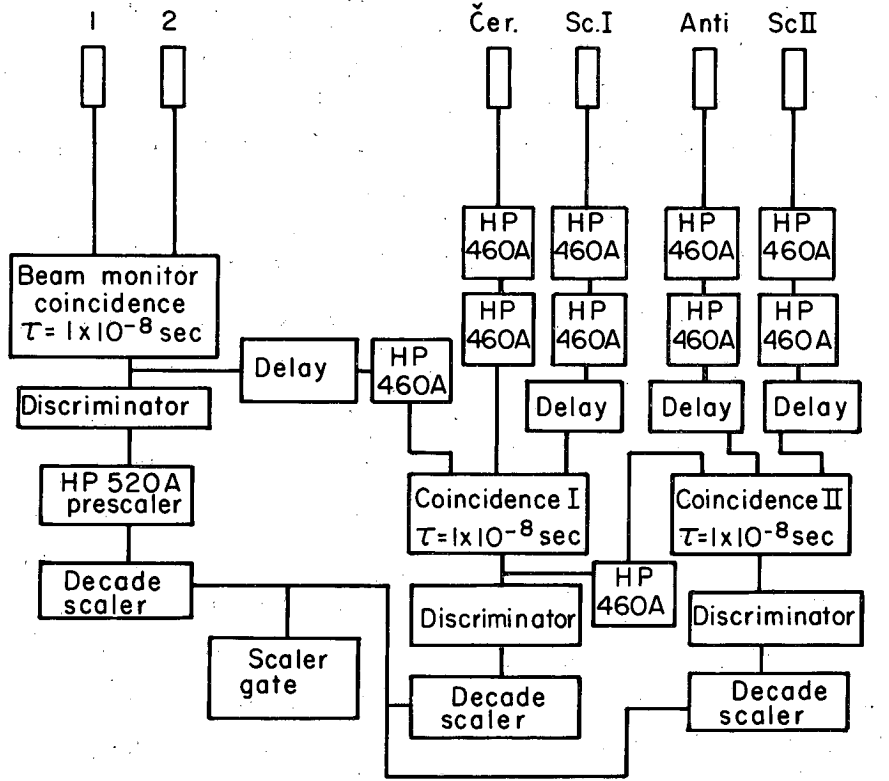 1
2
Čer.
Sc.I
Anti
ScII
HP
460A
HP
460A
HP
460A
HP
460A
Beam monitor
coincidence
τ = 1x10⁻⁸ sec
HP
460A
HP
460A
HP
460A
HP
460A
Delay
HP
460A
Discriminator
Delay
Delay
Delay
HP 520A
prescaler
Coincidence I
τ=1x10⁻⁸ sec
Coincidence II
τ=1x10⁻⁸ sec
Decade
scaler
HP
460A
Discriminator
Discriminator
Scaler
gate
Decade
scaler
Decade
scaler